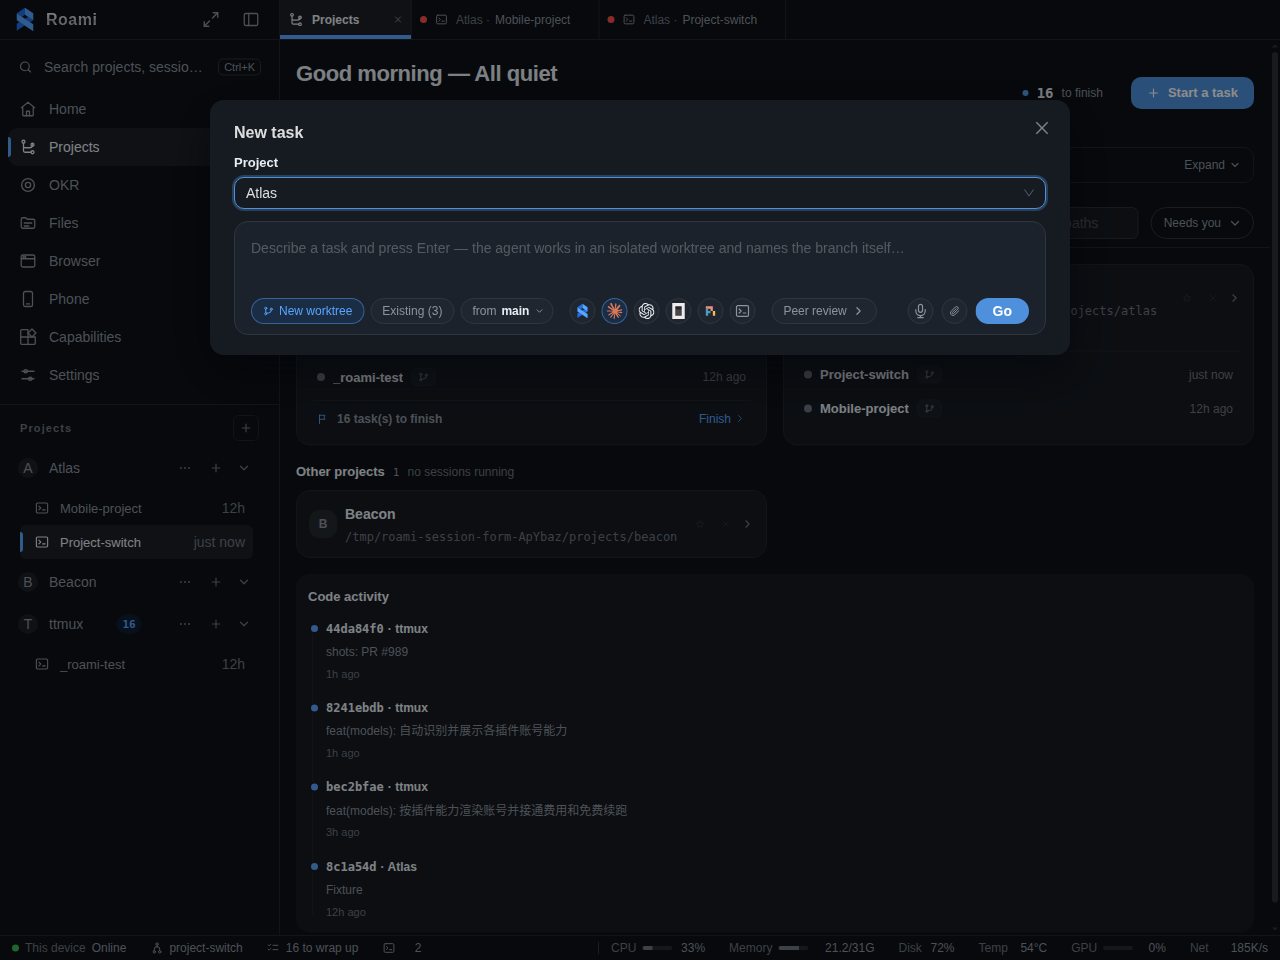 Roami
Projects
Atlas · Mobile-project
Atlas · Project-switch
Search projects, sessio… Ctrl+K
Home
Projects
OKR
Files
Browser
Phone
Capabilities
Settings
Projects
A Atlas
Mobile-project 12h
Project-switch just now
B Beacon
T ttmux 16
_roami-test 12h
Good morning — All quiet
16 to finish
Start a task
Expand
Needs you
New task
Project
Atlas
Describe a task and press Enter — the agent works in an isolated worktree and names the branch itself…
New worktree Existing (3) from main Peer review Go
ojects/atlas
_roami-test 12h ago
16 task(s) to finish Finish
Project-switch just now
Mobile-project 12h ago
Other projects 1 no sessions running
B Beacon
/tmp/roami-session-form-ApYbaz/projects/beacon
Code activity
44da84f0 · ttmux
shots: PR #989
1h ago
8241ebdb · ttmux
feat(models): 自动识别并展示各插件账号能力
1h ago
bec2bfae · ttmux
feat(models): 按插件能力渲染账号并接通费用和免费续跑
3h ago
8c1a54d · Atlas
Fixture
12h ago
This device Online project-switch 16 to wrap up 2 CPU 33% Memory 21.2/31G Disk 72% Temp 54°C GPU 0% Net 185K/s